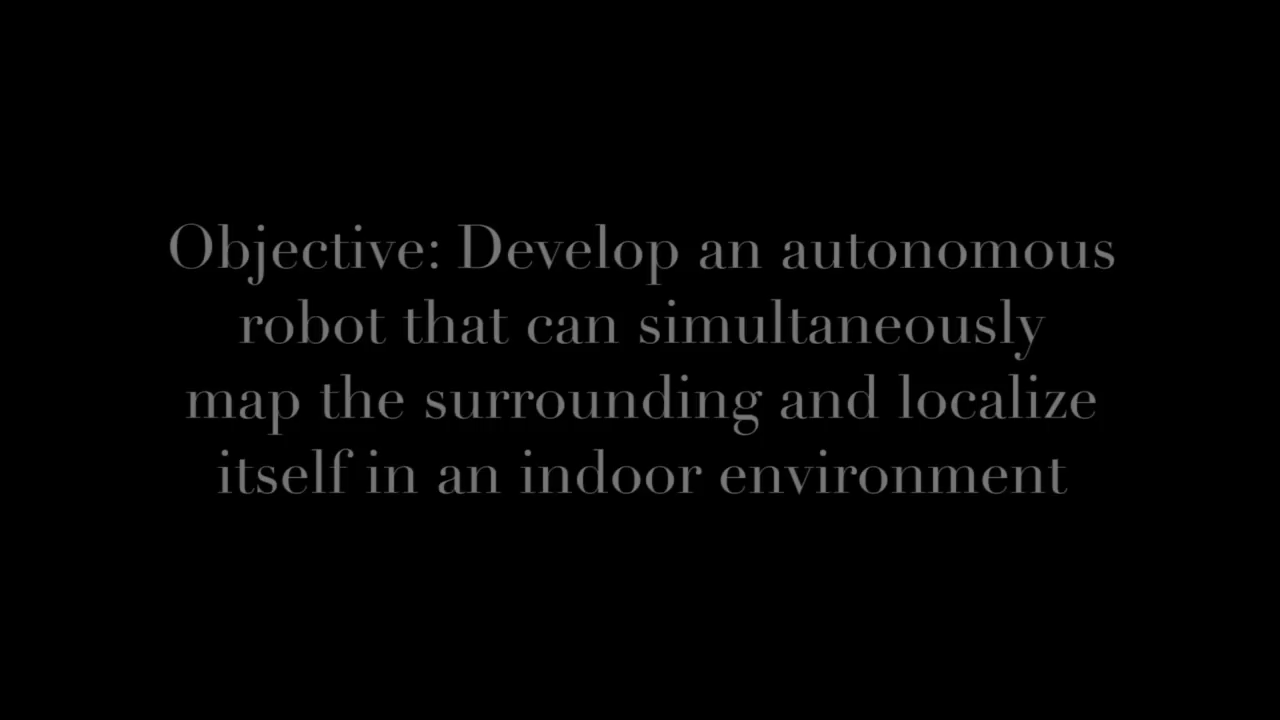 Objective: Develop an autonomous
robot that can simultaneously
map the surrounding and localize
itself in an indoor environment